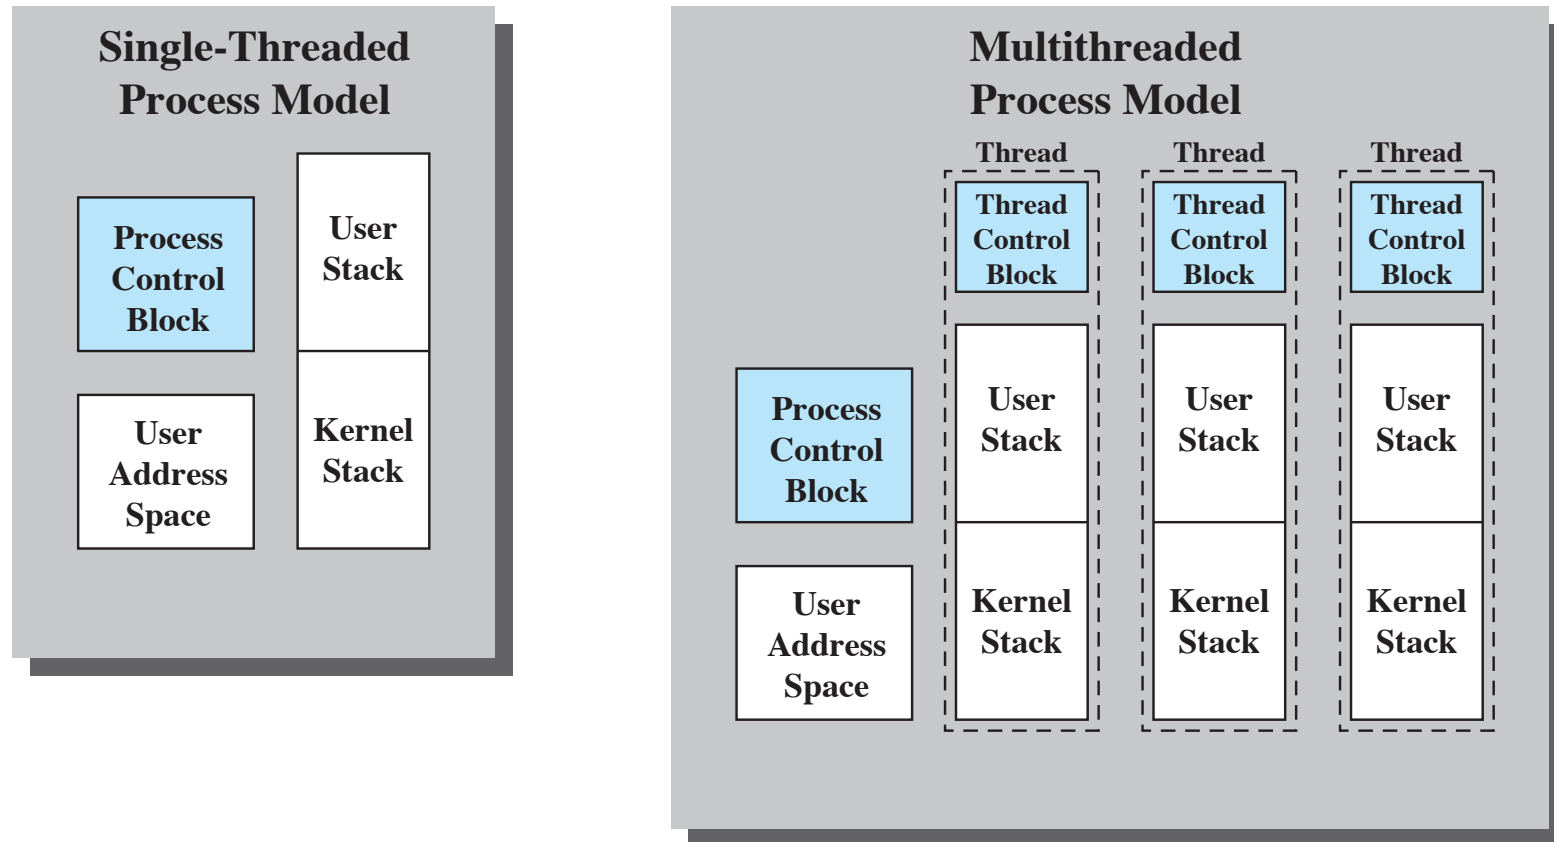 Single-Threaded
Process Model
Process
Control
Block
User
Stack
User
Address
Space
Kernel
Stack
Multithreaded
Process Model
Process
Control
Block
User
Address
Space
Thread
Thread
Control
Block
User
Stack
Kernel
Stack
Thread
Thread
Control
Block
User
Stack
Kernel
Stack
Thread
Thread
Control
Block
User
Stack
Kernel
Stack